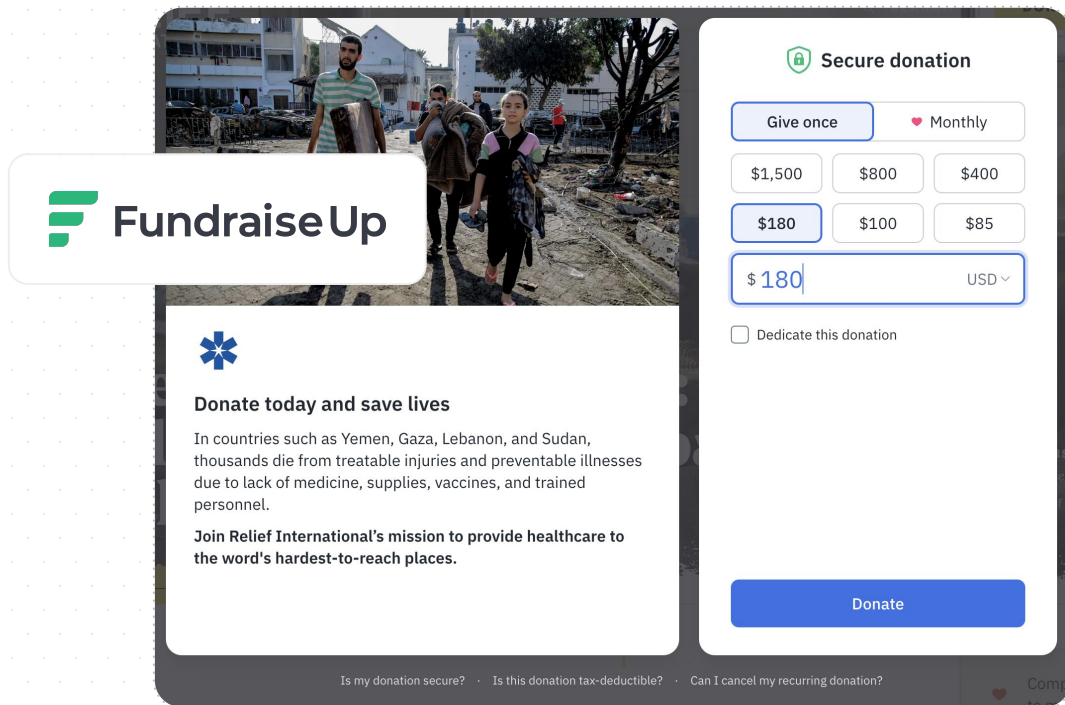 FundraiseUp
Donate today and save lives
In countries such as Yemen, Gaza, Lebanon, and Sudan,
thousands die from treatable injuries and preventable illnesses
due to lack of medicine, supplies, vaccines, and trained
personnel.
Join Relief International's mission to provide healthcare to
the word's hardest-to-reach places.
Secure donation
Give once
Monthly
$1,500 $800 $400
$180 $100 $85
$ 180 USD
Dedicate this donation
Donate
Is my donation secure? · Is this donation tax-deductible? · Can I cancel my recurring donation?